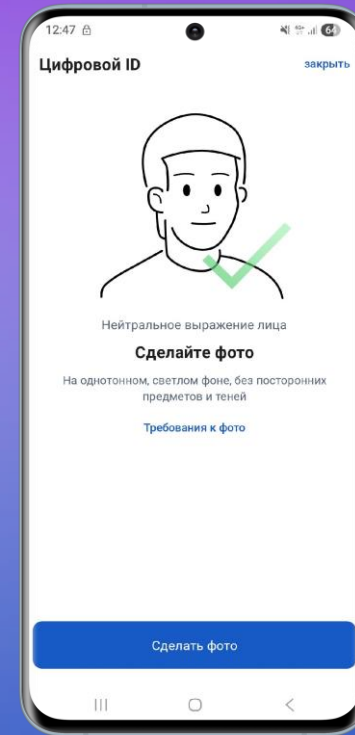 12:47
64
Цифровой ID
закрыть
Нейтральное выражение лица
Сделайте фото
На однотонном, светлом фоне, без посторонних
предметов и теней
Требования к фото
Сделать фото